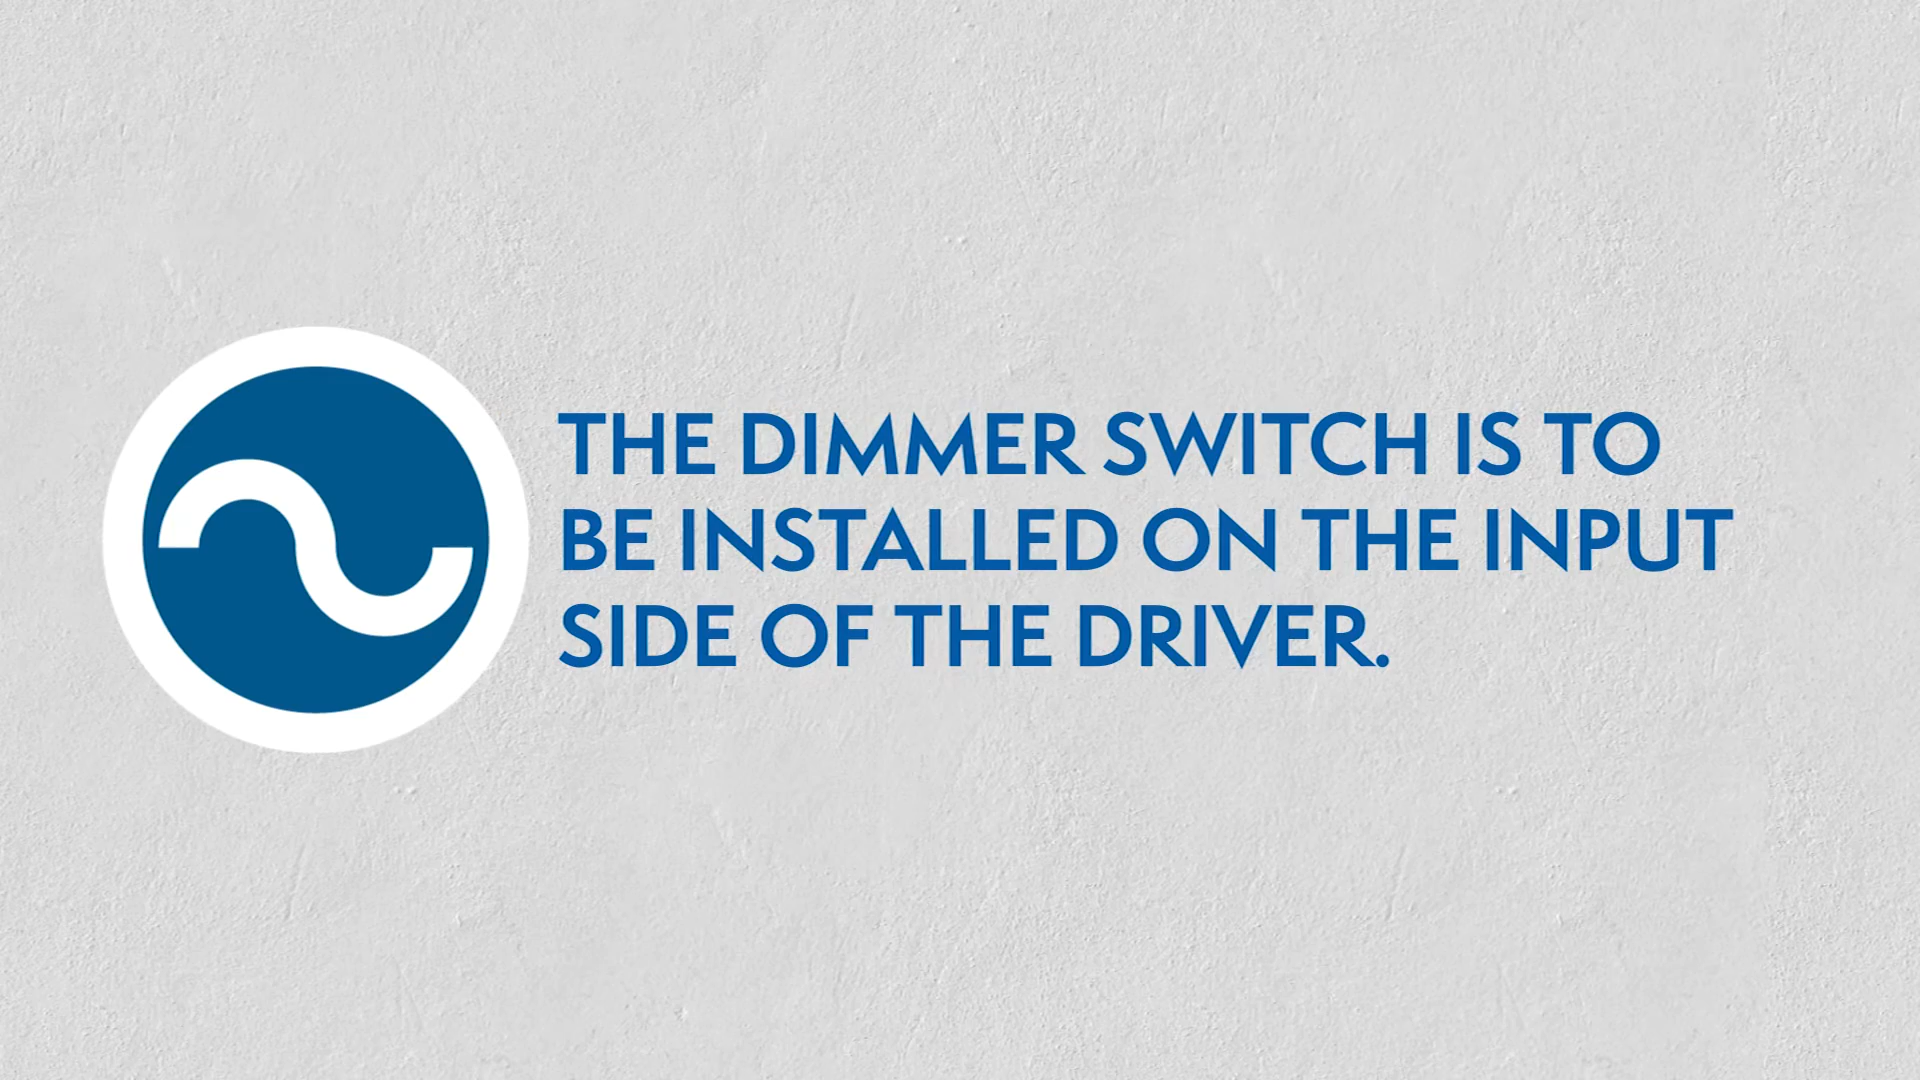 THE DIMMER SWITCH IS TO
BE INSTALLED ON THE INPUT
SIDE OF THE DRIVER.